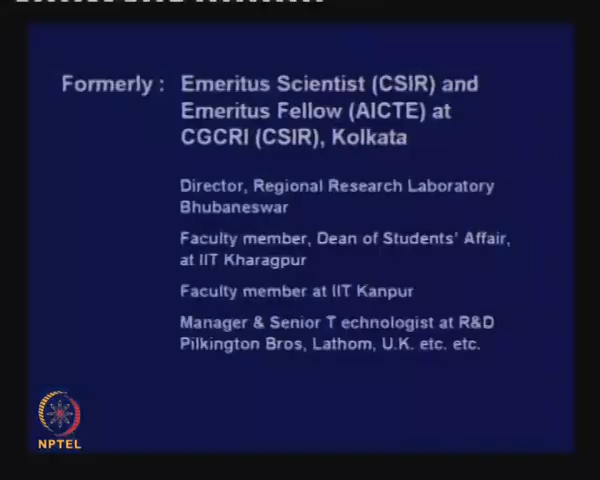 Formerly : Emeritus Scientist (CSIR) and
Emeritus Fellow (AICTE) at
CGCRI (CSIR), Kolkata
Director, Regional Research Laboratory
Bhubaneswar
Faculty member, Dean of Students' Affair,
at IIT Kharagpur
Faculty member at IIT Kanpur
Manager & Senior T echnologist at R&D
Pilkington Bros, Lathom, U.K. etc. etc.
NPTEL